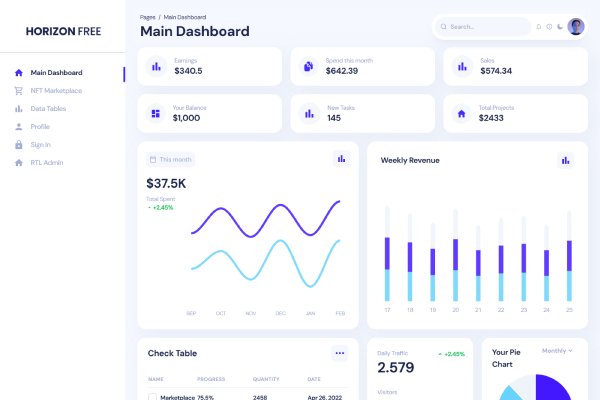 HORIZON FREE
Main Dashboard
NFT Marketplace
Data Tables
Profile
Sign In
RTL Admin
Pages / Main Dashboard
Main Dashboard
Search...
Earnings
$340.5
Spend this month
$642.39
Sales
$574.34
Your Balance
$1,000
New Tasks
145
Total Projects
$2433
This month
$37.5K
Total Spent
+2.45%
SEP OCT NOV DEC JAN FEB
Weekly Revenue
17 18 19 20 21 22 23 24 25
Check Table
NAME PROGRESS QUANTITY DATE
Marketplace 75.5% 2458 Apr 26, 2022
Daily Traffic
2.579
Visitors
+2.45%
Your Pie
Chart
Monthly